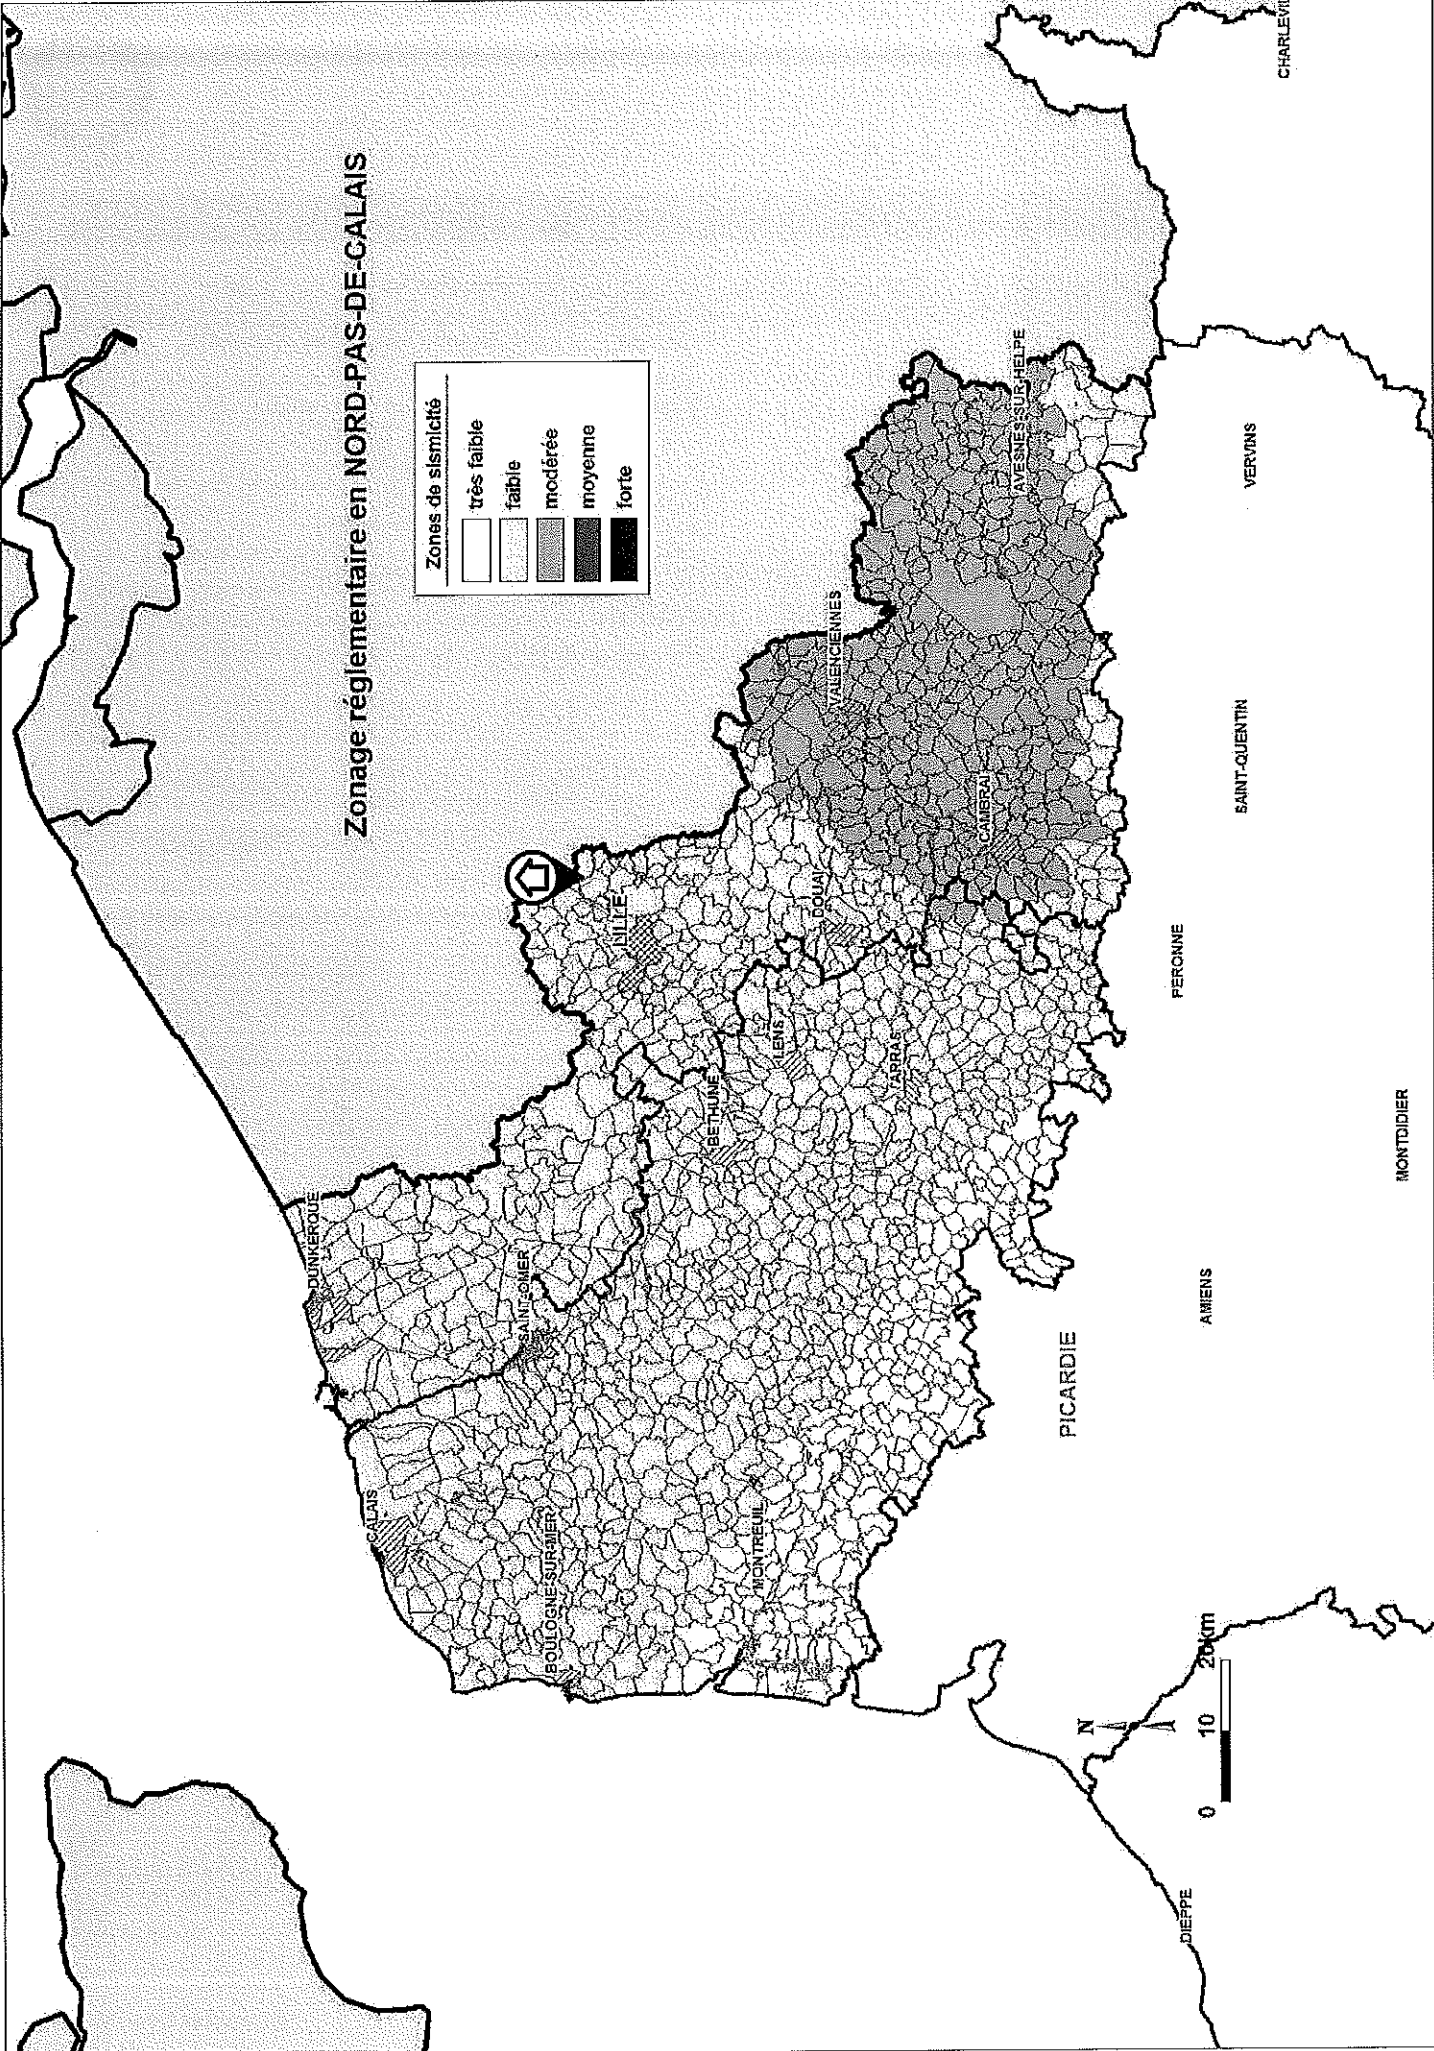 Zonage réglementaire en NORD-PAS-DE-CALAIS
Zones de sismicité
très faible
faible
modérée
moyenne
forte
DUNKERQUE
CALAIS
SAINT-OMER
BOULOGNE-SUR-MER
LILLE
BETHUNE
LENS
MONTREUIL
DOUAI
VALENCIENNES
ARRAS
CAMBRAI
AVESNES-SUR-HELPE
PICARDIE
PERONNE
SAINT-QUENTIN
VERVINS
AMIENS
MONTDIDIER
DIEPPE
N
0 10 20km